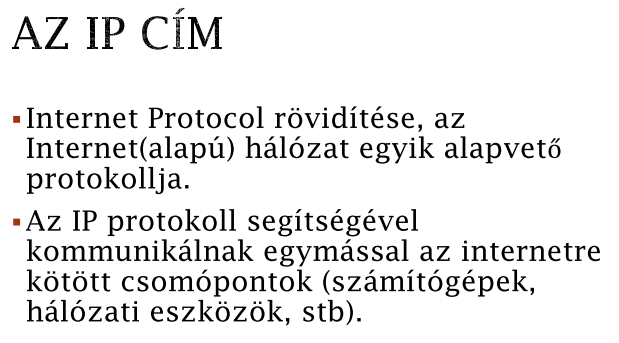 AZ IP CÍM
▪Internet Protocol rövidítése, az
Internet(alapú) hálózat egyik alapvető
protokollja.
▪Az IP protokoll segítségével
kommunikálnak egymással az internetre
kötött csomópontok (számítógépek,
hálózati eszközök, stb).